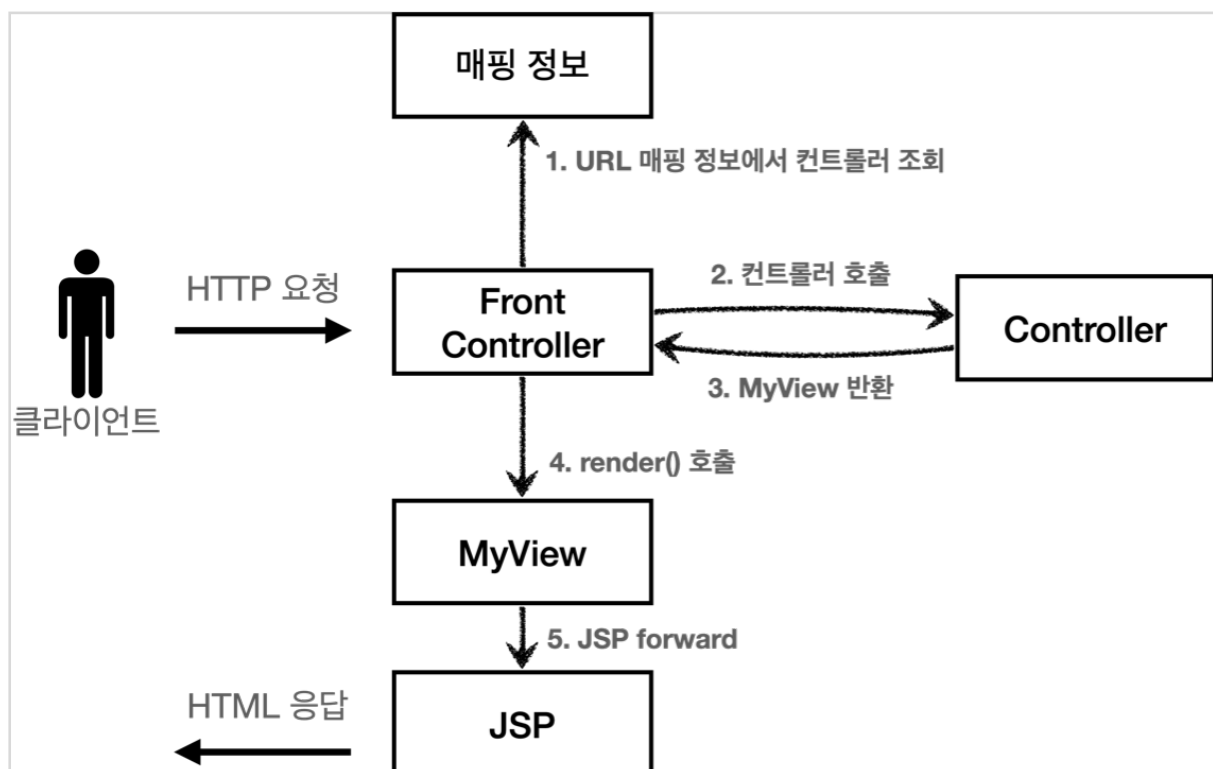 매핑 정보
1. URL 매핑 정보에서 컨트롤러 조회
HTTP 요청
클라이언트
Front
Controller
2. 컨트롤러 호출
3. MyView 반환
Controller
4. render() 호출
MyView
5. JSP forward
HTML 응답
JSP